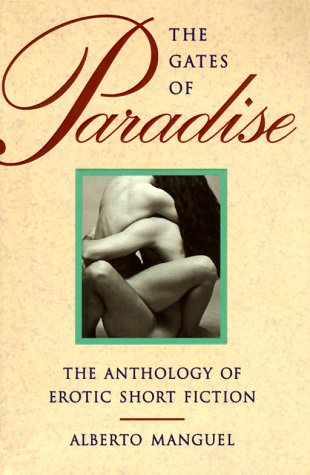 THE
GATES
OF
Paradise
THE ANTHOLOGY OF
EROTIC SHORT FICTION
ALBERTO MANGUEL